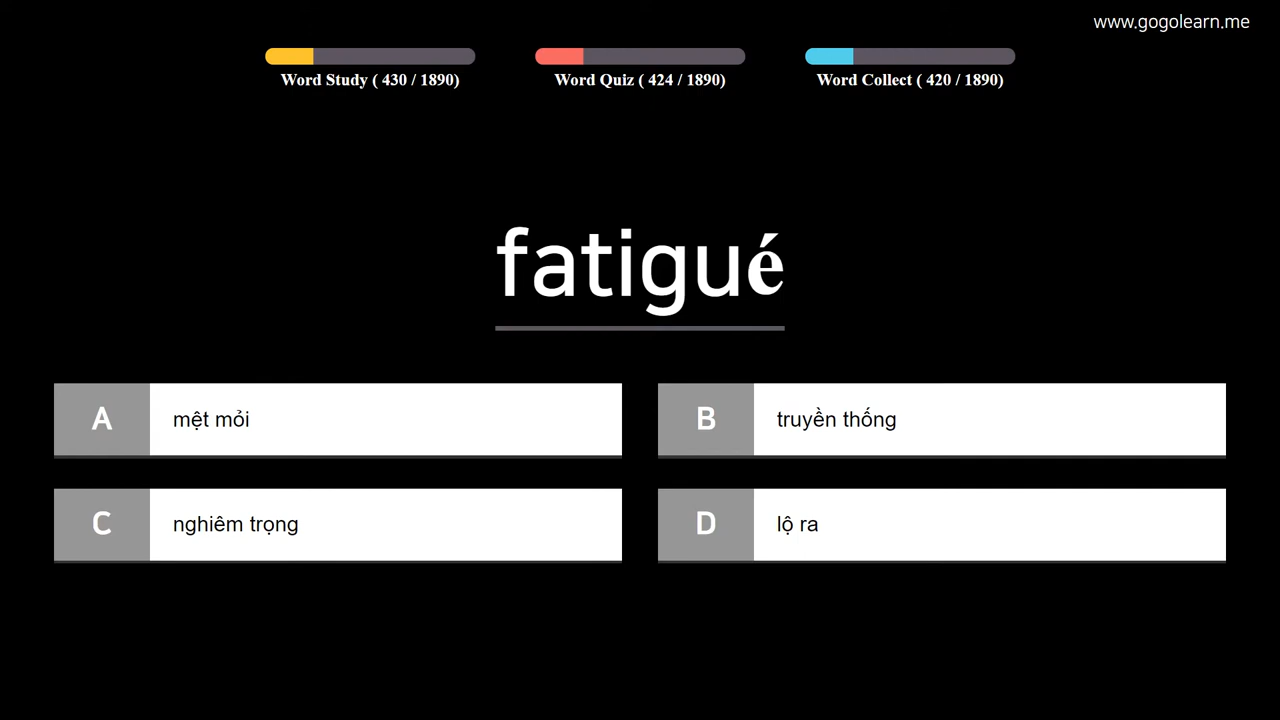 www.gogolearn.me
Word Study ( 430 / 1890)
Word Quiz ( 424 / 1890)
Word Collect ( 420 / 1890)
fatigué
A mệt mỏi
B truyền thống
C nghiêm trọng
D lộ ra